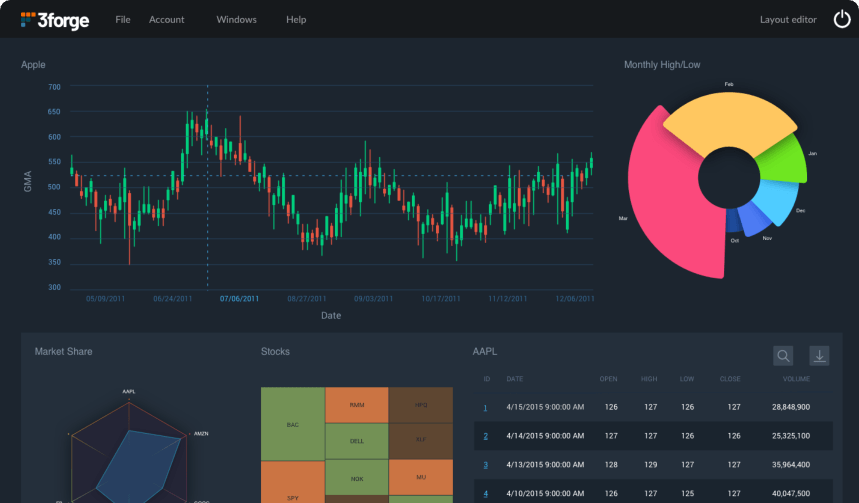 3forge File Account Windows Help Layout editor
Apple
Monthly High/Low
700
650
600
550
500
450
400
350
300
GMA
05/09/2011 06/24/2011 07/06/2011 08/27/2011 09/03/2011 10/17/2011 11/12/2011 12/06/2011
Date
Feb
Jan
Dec
Nov
Oct
Mar
Market Share
AAPL
AMZN
Stocks
BAC
RMM
HPQ
DELL
XLF
NOK
MU
SPY
AAPL
ID DATE OPEN HIGH LOW CLOSE VOLUME
1 4/15/2015 9:00:00 AM 126 127 126 127 28,848,900
2 4/14/2015 9:00:00 AM 127 127 126 126 25,325,100
3 4/13/2015 9:00:00 AM 128 129 127 127 35,964,400
4 4/10/2015 9:00:00 AM 126 127 125 127 40,047,500